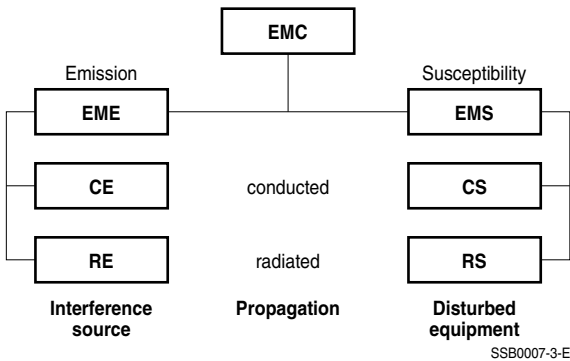 EMC
Emission
Susceptibility
EME
EMS
CE
conducted
CS
RE
radiated
RS
Interference
source
Propagation
Disturbed
equipment
SSB0007-3-E